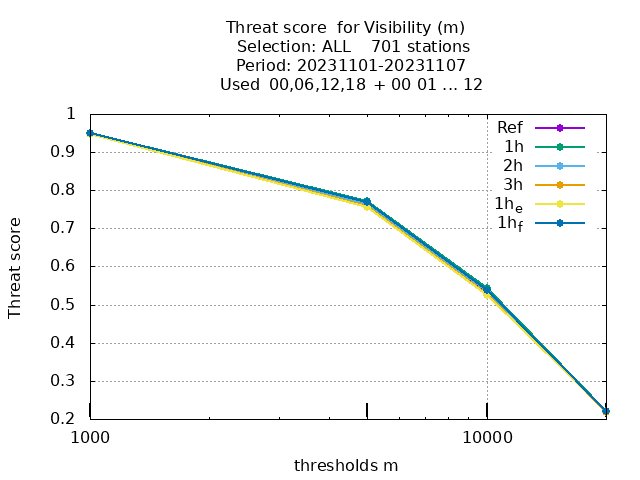 Threat score  for Visibility (m)
Selection: ALL    701 stations
Period: 20231101-20231107
Used 00,06,12,18 + 00 01 ... 12
Threat score
1
0.9
0.8
0.7
0.6
0.5
0.4
0.3
0.2
Ref
1h
2h
3h
1h_e
1h_f
1000
10000
thresholds m